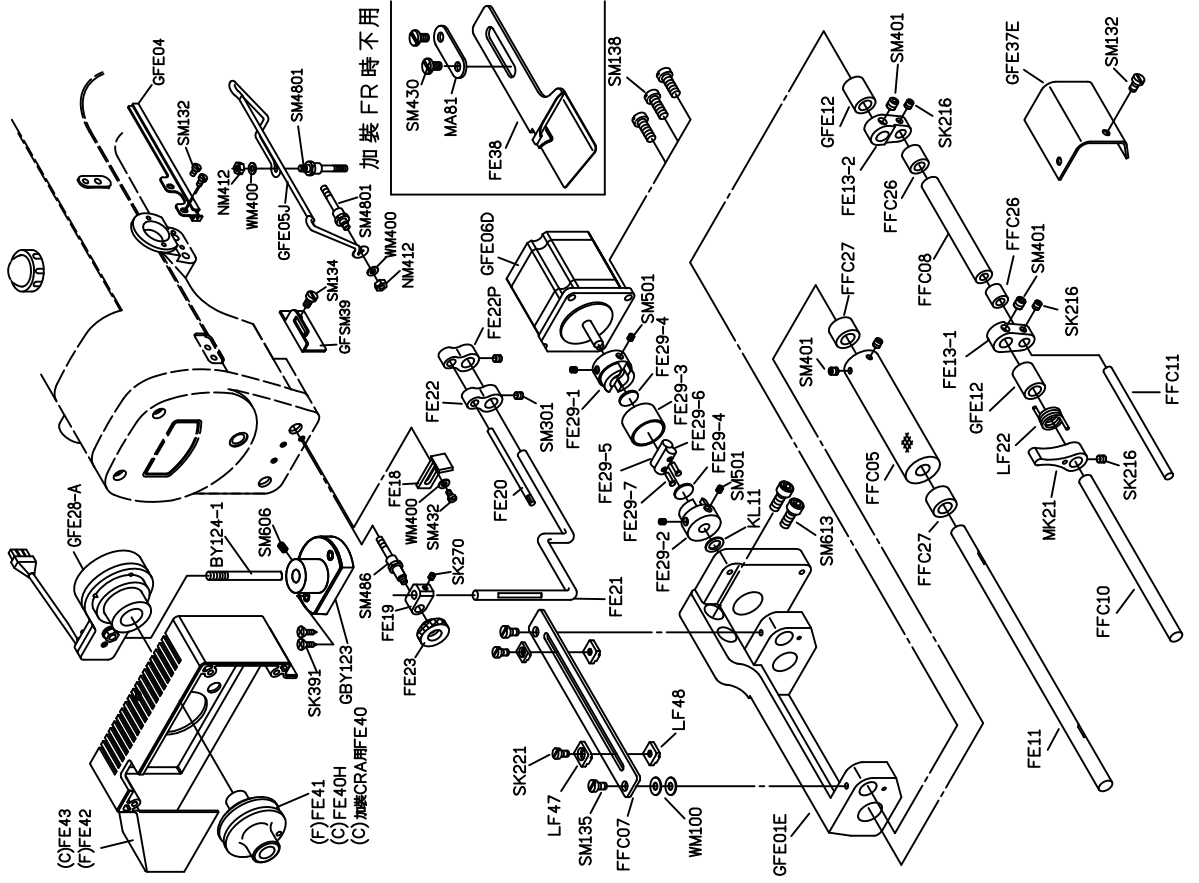 GFE04
SM132
NM412
WM400
GFE05J
SM4801
SM4801
WM400
NM412
SM134
GFSM39
加裝 FR 時不用
SM430
MA81
FE38
SM138
GFE12
SM401
SK216
FE13-2
FFC26
FFC08
FFC26
SM401
SK216
FE13-1
GFE12
LF22
MK21
SK216
FFC11
FFC10
GFE37E
SM132
GFE06D
FE22P
FE22
SM301
FE20
FE21
FE29-1
SM501
FE29-4
FE29-3
FE29-6
FE29-4
SM501
FE29-5
FE29-7
FE29-2
KL11
SM613
FFC27
SM401
FFC05
FFC27
FE11
GFE28-A
BY124-1
SM606
SK391
GBY123
FE18
WM400
SM432
SM486
FE19
SK270
FE23
(C)FE43
(F)FE42
(F)FE41
(C)FE40H
(C)加裝CRA用FE40
SK221
LF47
SM135
FFC07
LF48
WM100
GFE01E